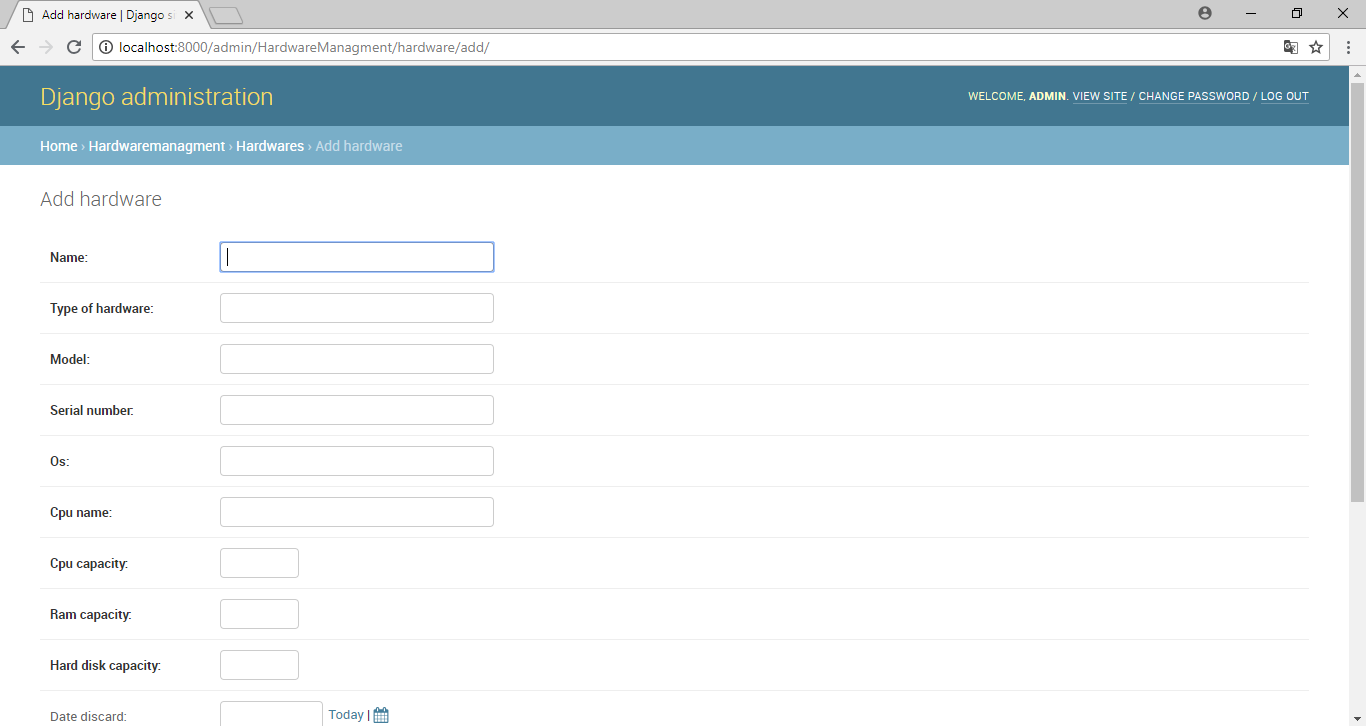 Add hardware | Django s
localhost:8000/admin/HardwareManagment/hardware/add/
Django administration
WELCOME, ADMIN. VIEW SITE / CHANGE PASSWORD / LOG OUT
Home › Hardwaremanagment › Hardwares › Add hardware
Add hardware
Name:
Type of hardware:
Model:
Serial number:
Os:
Cpu name:
Cpu capacity:
Ram capacity:
Hard disk capacity:
Date discard:
Today |